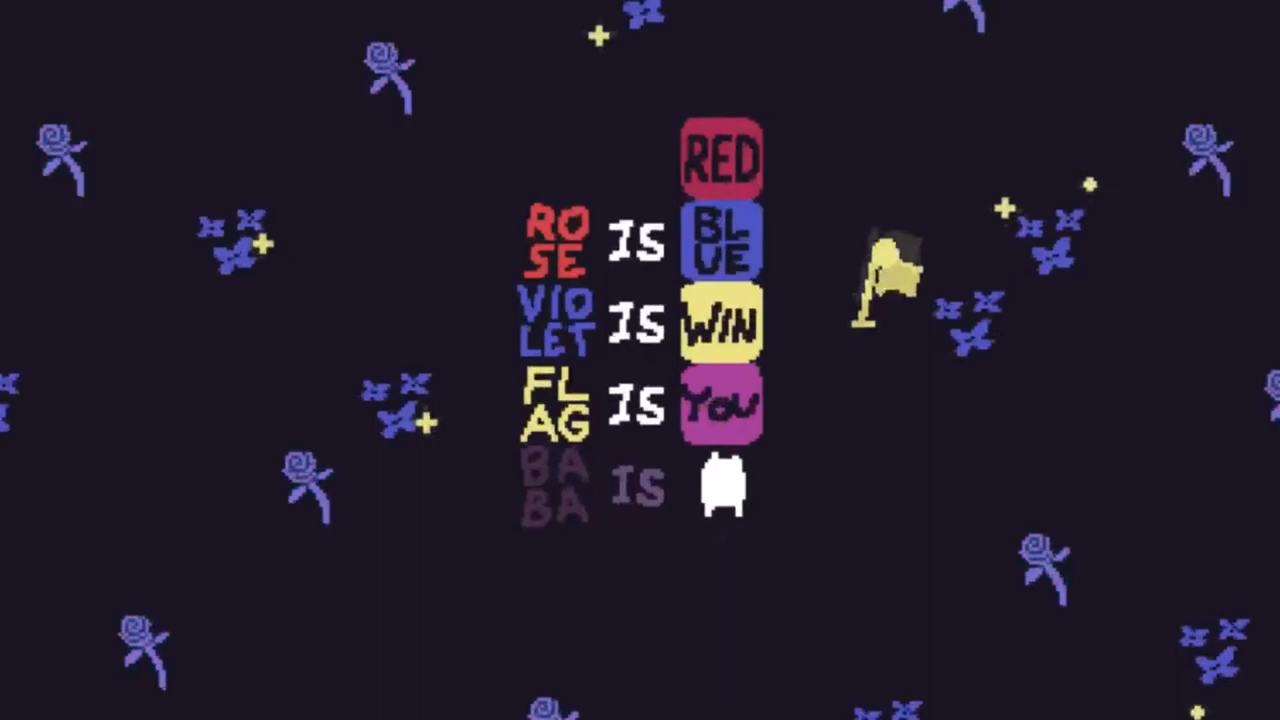 RED
ROSE IS BLUE
VIOLET IS WIN
FLAG IS YOU
BABA IS